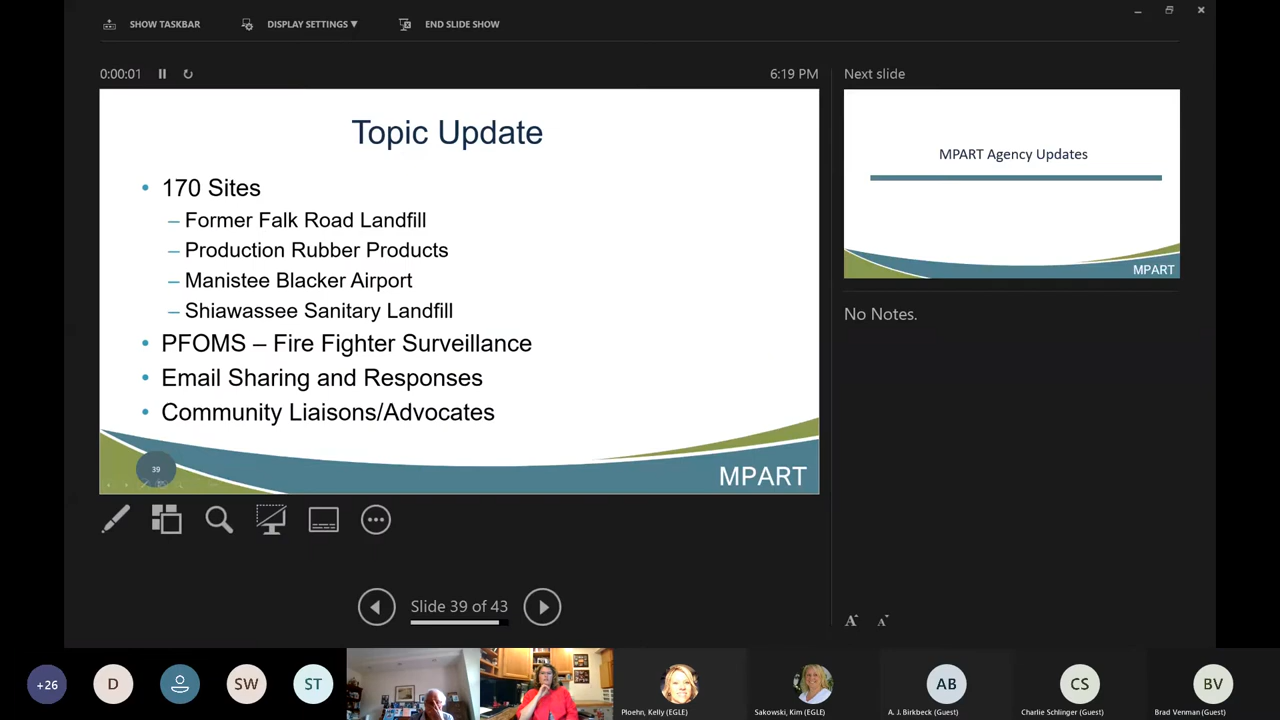 SHOW TASKBAR
DISPLAY SETTINGS ▼
END SLIDE SHOW
0:00:01
6:19 PM
Next slide
Topic Update
• 170 Sites
– Former Falk Road Landfill
– Production Rubber Products
– Manistee Blacker Airport
– Shiawassee Sanitary Landfill
• PFOMS – Fire Fighter Surveillance
• Email Sharing and Responses
• Community Liaisons/Advocates
39
MPART
MPART Agency Updates
MPART
No Notes.
Slide 39 of 43
A A
+26
D
SW
ST
Ploehn, Kelly (EGLE)
Sakowski, Kim (EGLE)
AB
A. J. Birkbeck (Guest)
CS
Charlie Schlinger (Guest)
BV
Brad Venman (Guest)